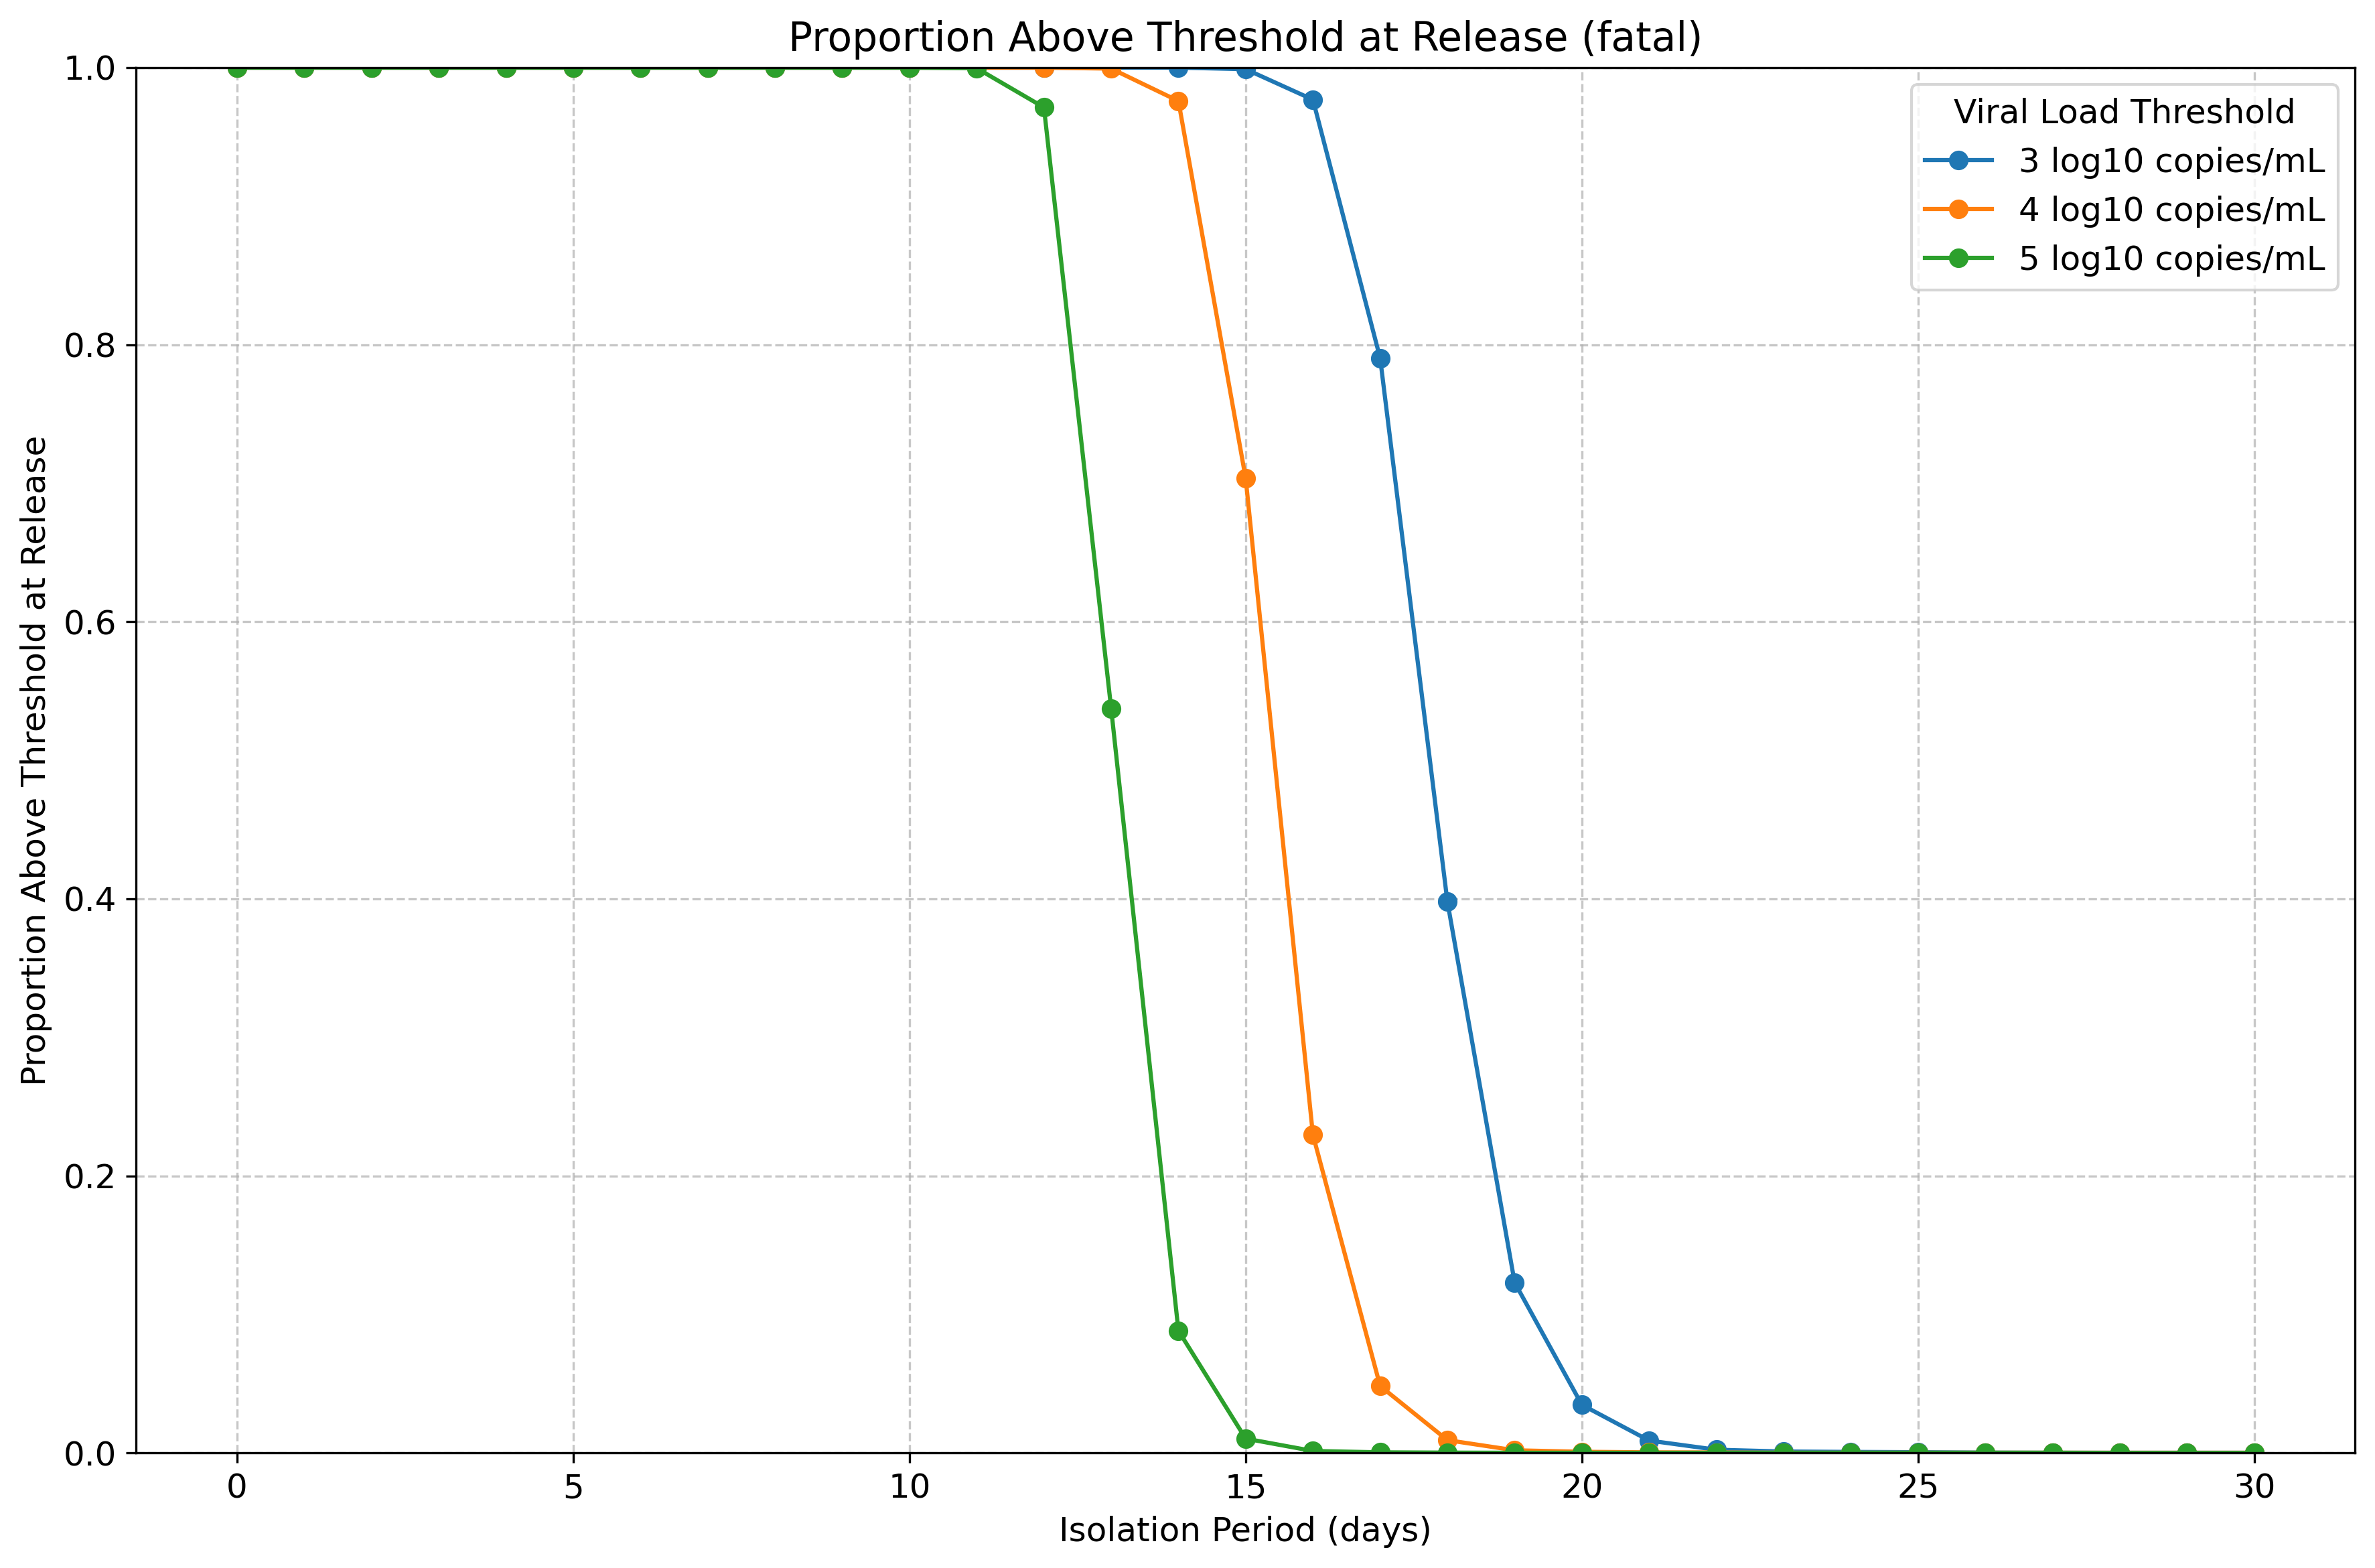 Proportion Above Threshold at Release (fatal)
Proportion Above Threshold at Release
1.0
0.8
0.6
0.4
0.2
0.0
Viral Load Threshold
3 log10 copies/mL
4 log10 copies/mL
5 log10 copies/mL
0 5 10 15 20 25 30
Isolation Period (days)